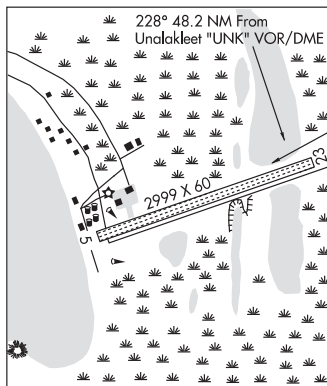 228° 48.2 NM From
Unalakleet "UNK" VOR/DME
2999 X 60
23
5